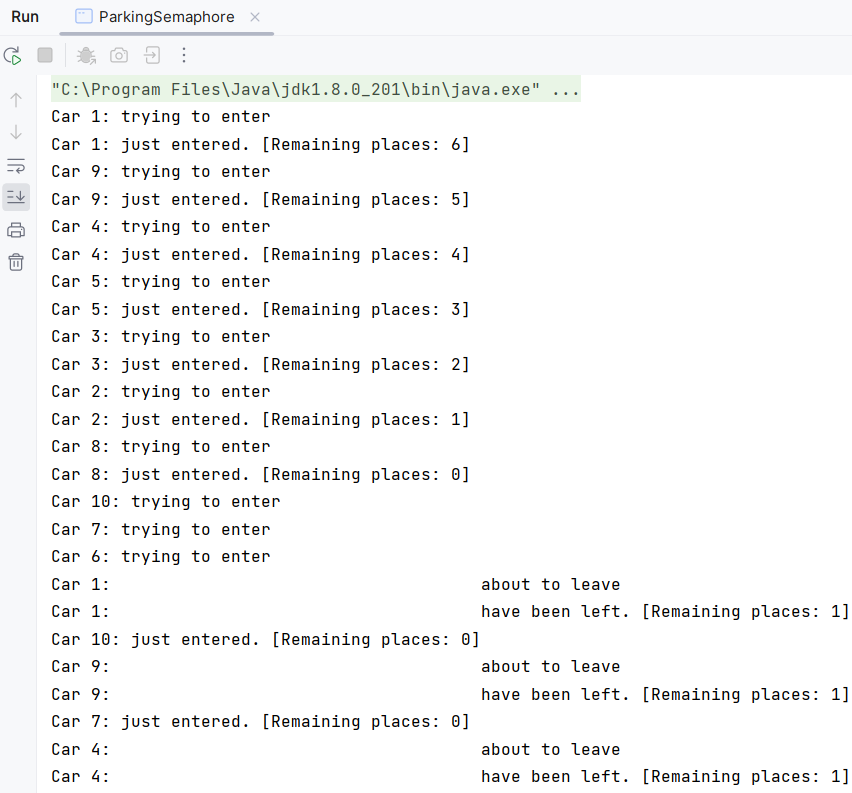 Run ParkingSemaphore
"C:\Program Files\Java\jdk1.8.0_201\bin\java.exe" ...
Car 1: trying to enter
Car 1: just entered. [Remaining places: 6]
Car 9: trying to enter
Car 9: just entered. [Remaining places: 5]
Car 4: trying to enter
Car 4: just entered. [Remaining places: 4]
Car 5: trying to enter
Car 5: just entered. [Remaining places: 3]
Car 3: trying to enter
Car 3: just entered. [Remaining places: 2]
Car 2: trying to enter
Car 2: just entered. [Remaining places: 1]
Car 8: trying to enter
Car 8: just entered. [Remaining places: 0]
Car 10: trying to enter
Car 7: trying to enter
Car 6: trying to enter
Car 1:                                     about to leave
Car 1:                                     have been left. [Remaining places: 1]
Car 10: just entered. [Remaining places: 0]
Car 9:                                     about to leave
Car 9:                                     have been left. [Remaining places: 1]
Car 7: just entered. [Remaining places: 0]
Car 4:                                     about to leave
Car 4:                                     have been left. [Remaining places: 1]